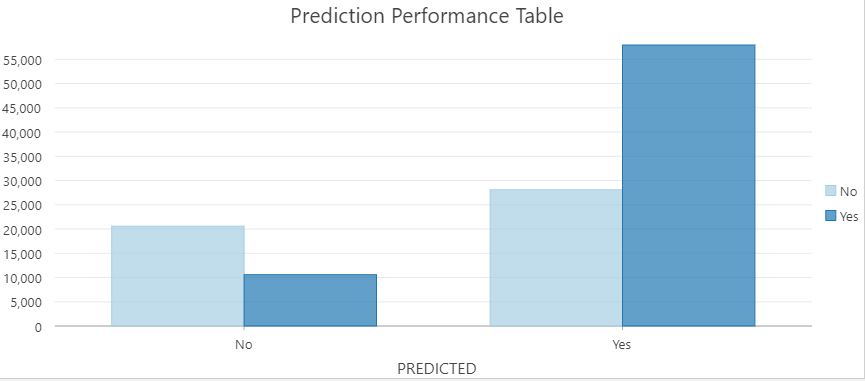 Prediction Performance Table
55,000
50,000
45,000
40,000
35,000
30,000
25,000
20,000
15,000
10,000
5,000
0
No
Yes
No
Yes
PREDICTED